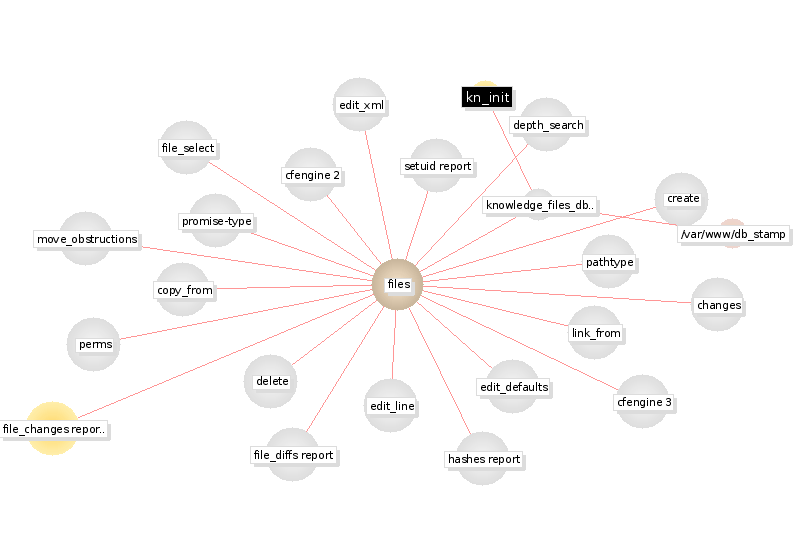 kn_init
edit_xml
depth_search
file_select
setuid report
cfengine 2
create
knowledge_files_db..
promise-type
/var/www/db_stamp
move_obstructions
pathtype
files
copy_from
changes
link_from
perms
delete
edit_defaults
cfengine 3
edit_line
file_changes repor..
file_diffs report
hashes report